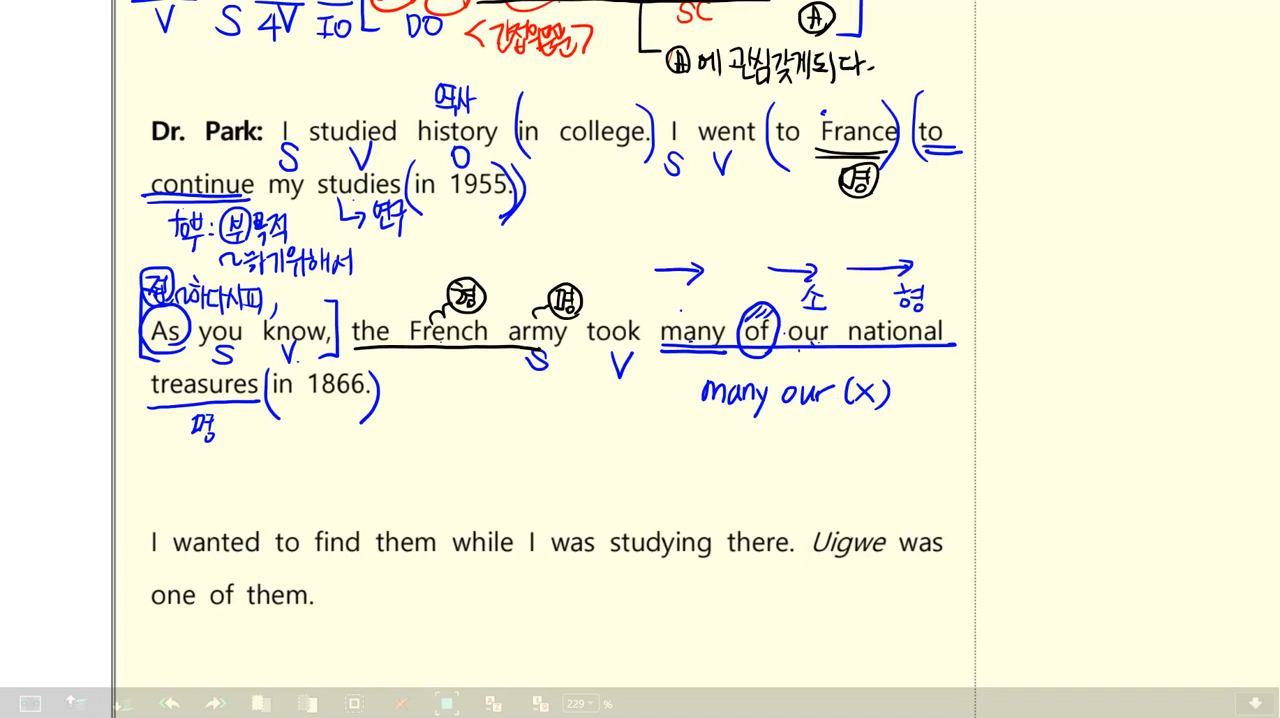 V S 4V IO [ DO SC Ⓐ ]
<간접의문문>
Ⓐ에 관심갖게되다.
역사
Dr. Park: I studied history (in college.) I went (to France) (to
S V O S V 명
continue my studies (in 1955.))
→ 연구
부목적
~하기위해서
접 ~하다시피, 형 명 소 형
[As you know,] the French army took many of our national
S V S V
treasures (in 1866.)
many our (X)
명
I wanted to find them while I was studying there. Uigwe was
one of them.
229 %